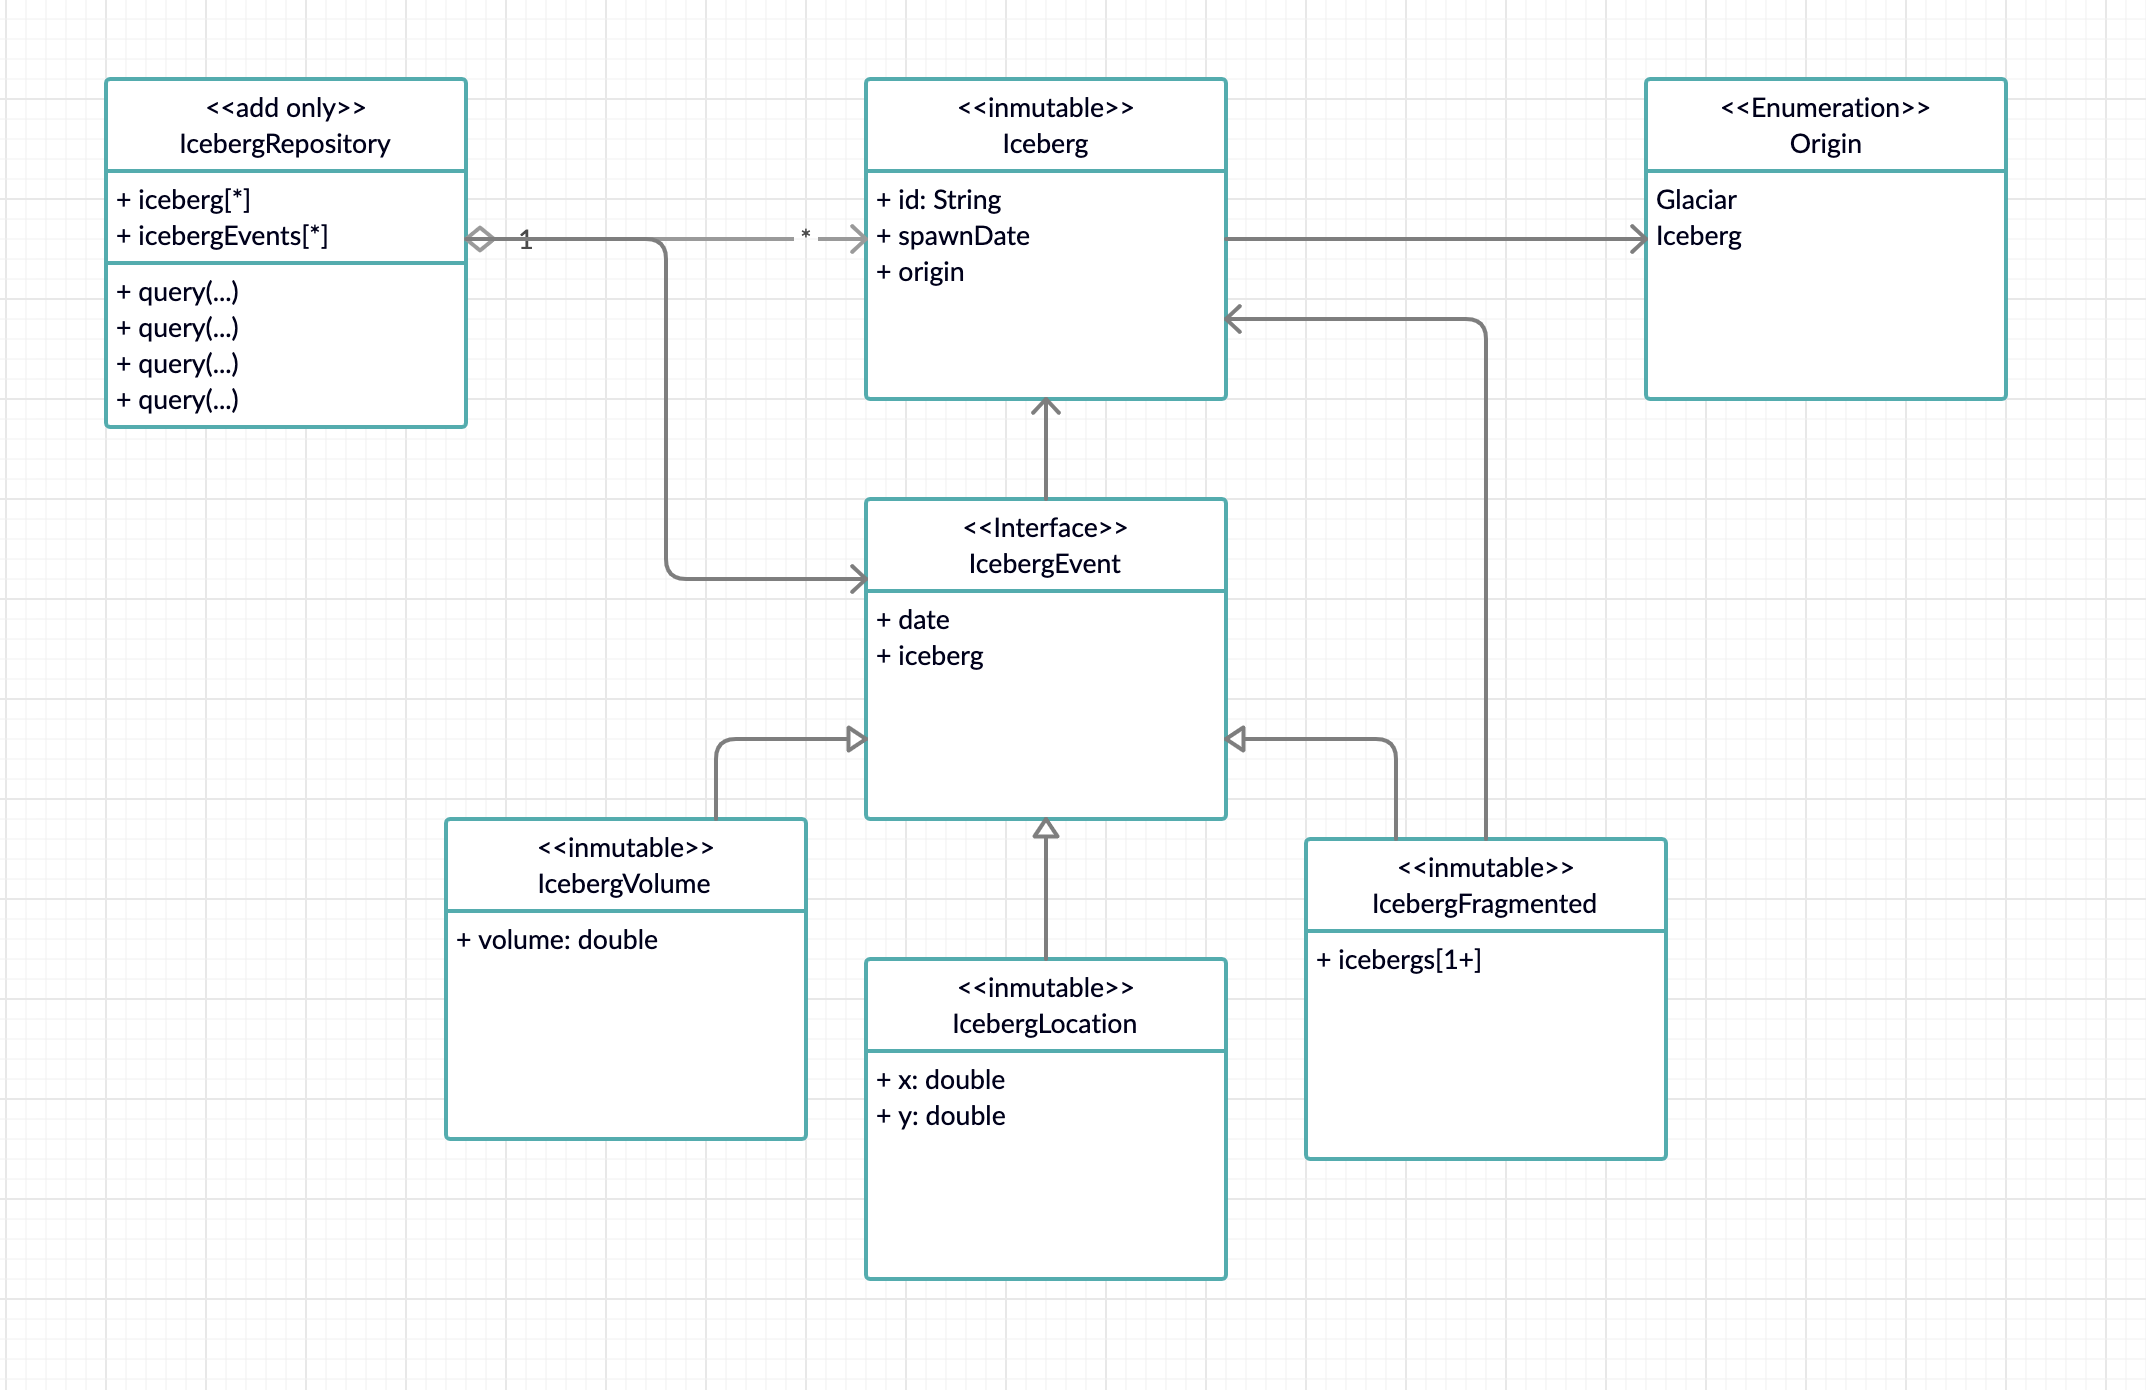 <<add only>>
IcebergRepository
+ iceberg[*]
+ icebergEvents[*]
+ query(...)
+ query(...)
+ query(...)
+ query(...)
1
*
<<inmutable>>
Iceberg
+ id: String
+ spawnDate
+ origin
<<Enumeration>>
Origin
Glaciar
Iceberg
<<Interface>>
IcebergEvent
+ date
+ iceberg
<<inmutable>>
IcebergVolume
+ volume: double
<<inmutable>>
IcebergLocation
+ x: double
+ y: double
<<inmutable>>
IcebergFragmented
+ icebergs[1+]